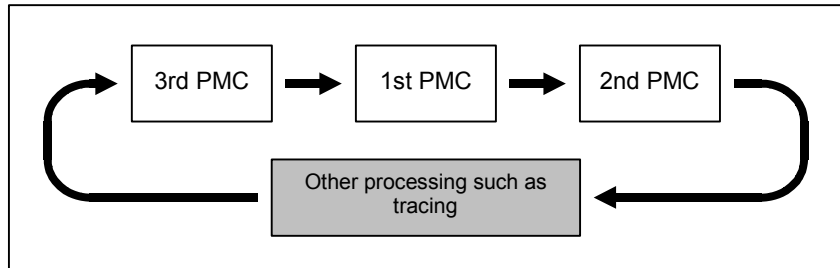 3rd PMC
1st PMC
2nd PMC
Other processing such as
tracing